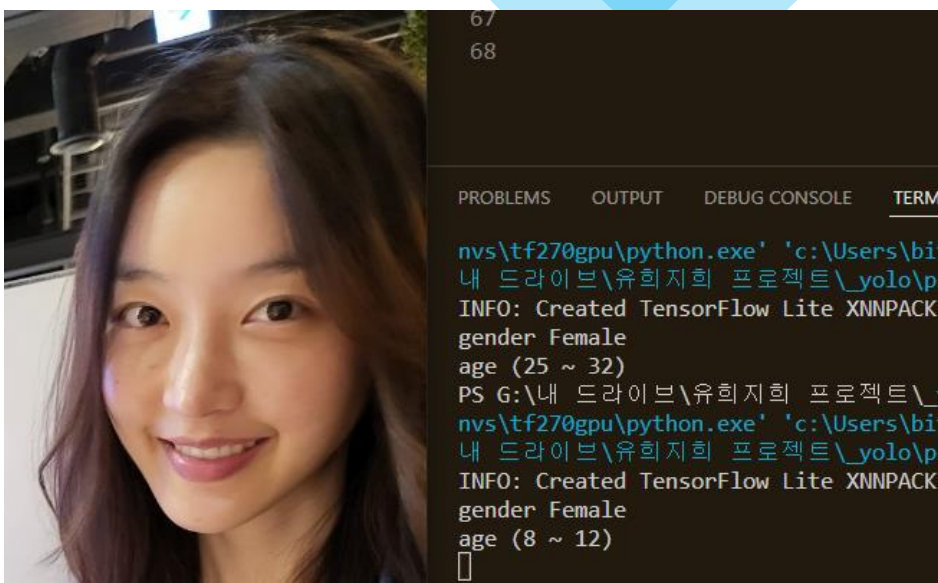 67
68
PROBLEMS OUTPUT DEBUG CONSOLE TERM
nvs\tf270gpu\python.exe' 'c:\Users\bi
내 드라이브\유희지희 프로젝트\_yolo\p
INFO: Created TensorFlow Lite XNNPACK
gender Female
age (25 ~ 32)
PS G:\내 드라이브\유희지희 프로젝트\_
nvs\tf270gpu\python.exe' 'c:\Users\bi
내 드라이브\유희지희 프로젝트\_yolo\p
INFO: Created TensorFlow Lite XNNPACK
gender Female
age (8 ~ 12)